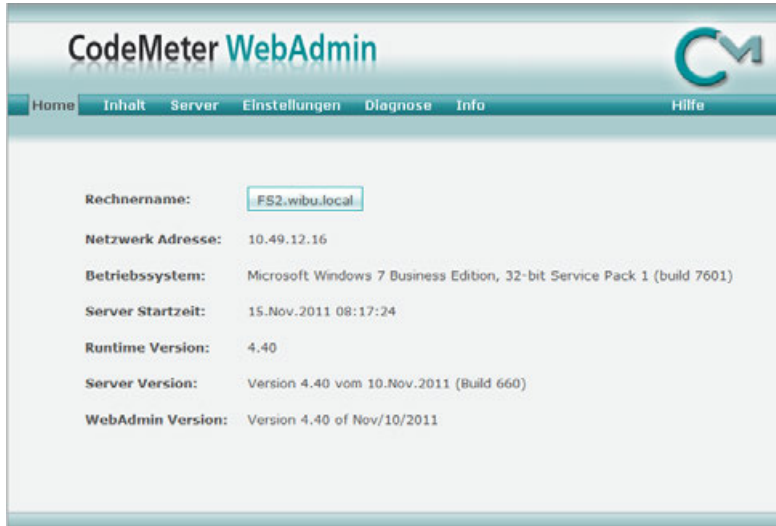 CodeMeter WebAdmin
Home Inhalt Server Einstellungen Diagnose Info Hilfe
Rechnername: FS2.wibu.local
Netzwerk Adresse: 10.49.12.16
Betriebssystem: Microsoft Windows 7 Business Edition, 32-bit Service Pack 1 (build 7601)
Server Startzeit: 15.Nov.2011 08:17:24
Runtime Version: 4.40
Server Version: Version 4.40 vom 10.Nov.2011 (Build 660)
WebAdmin Version: Version 4.40 of Nov/10/2011